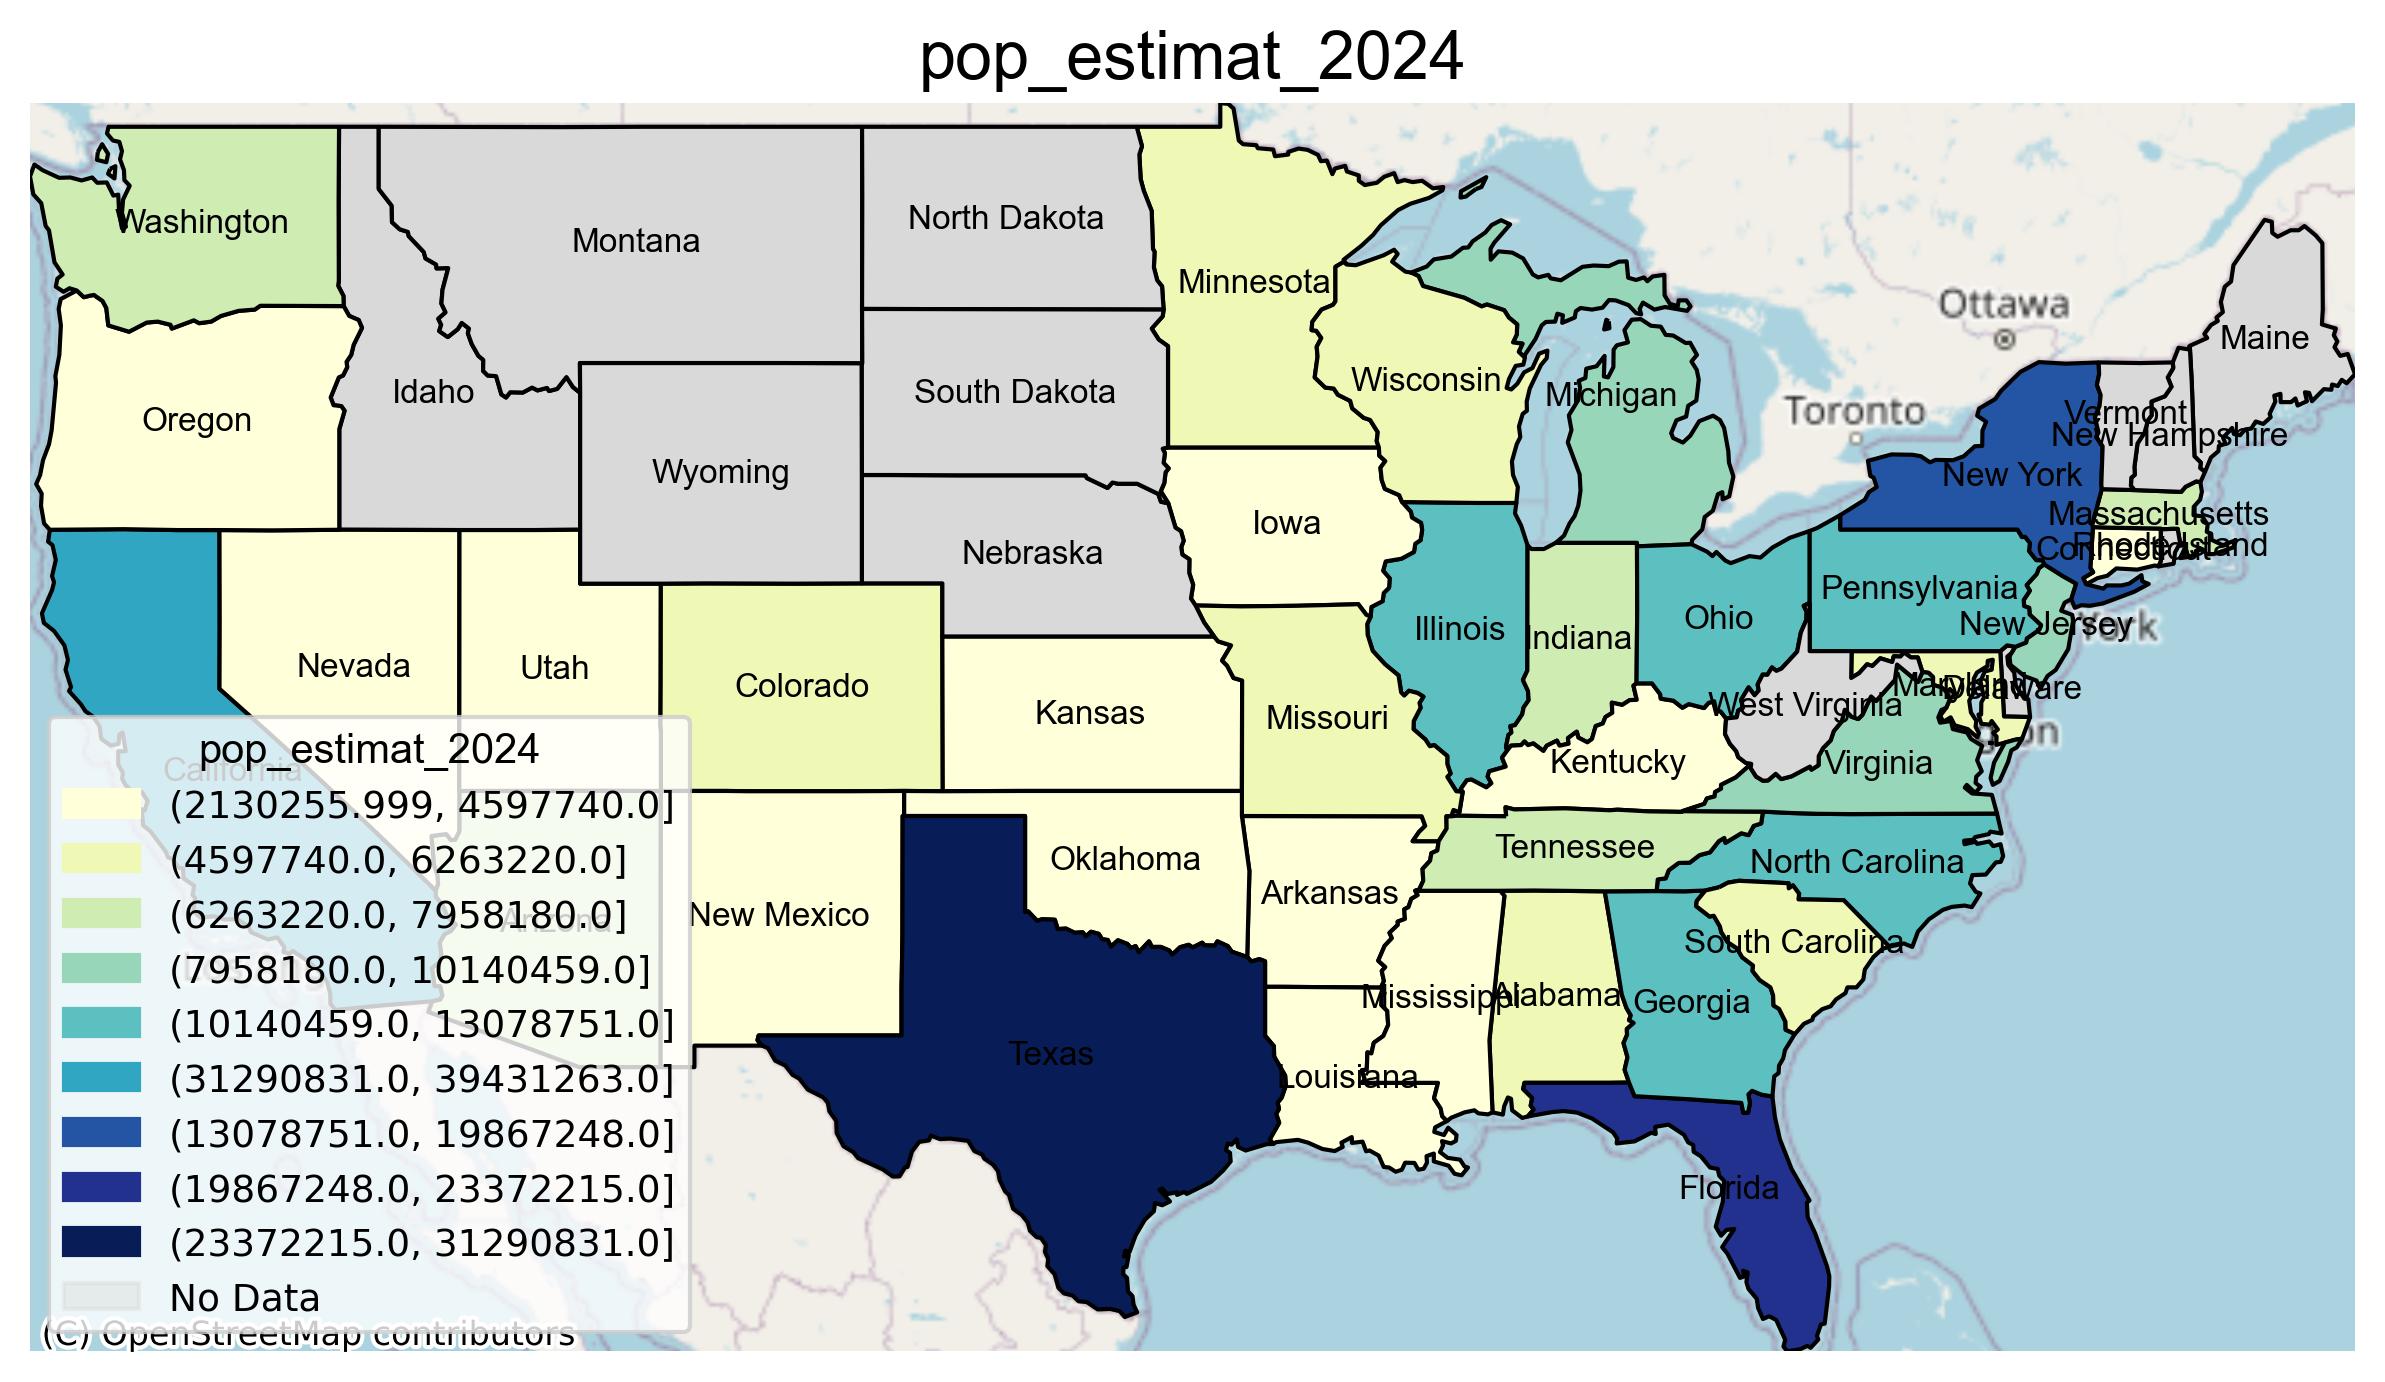 pop_estimat_2024
Washington
Montana
North Dakota
Minnesota
Ottawa
Maine
Idaho
South Dakota
Wisconsin
Michigan
Toronto
Oregon
Vermont
New Hampshire
Wyoming
New York
Iowa
Massachusetts
Nebraska
Rhode Island
Connecticut
Pennsylvania
Ohio
Illinois
Indiana
New Jersey
York
Nevada
Utah
Colorado
Kansas
Missouri
West Virginia
Maryland
Delaware
Kentucky
Virginia
California
Tennessee
North Carolina
Oklahoma
Arkansas
New Mexico
Arizona
South Carolina
Mississippi
Alabama
Georgia
Texas
Louisiana
Florida
pop_estimat_2024
(2130255.999, 4597740.0]
(4597740.0, 6263220.0]
(6263220.0, 7958180.0]
(7958180.0, 10140459.0]
(10140459.0, 13078751.0]
(31290831.0, 39431263.0]
(13078751.0, 19867248.0]
(19867248.0, 23372215.0]
(23372215.0, 31290831.0]
No Data
(C) OpenStreetMap contributors